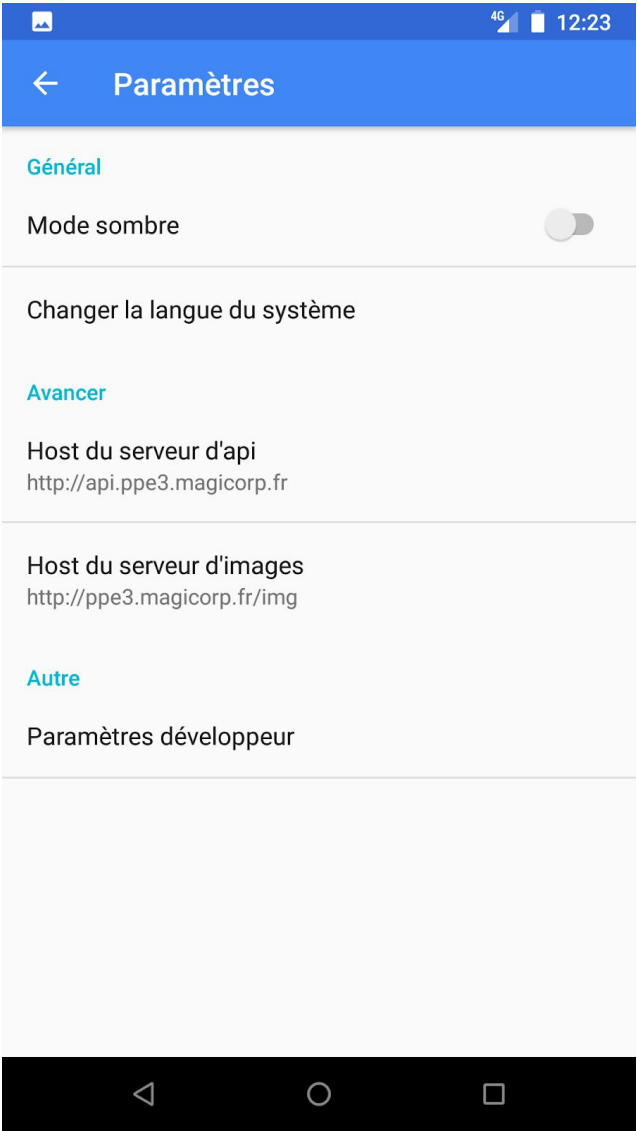 4G 12:23
Paramètres
Général
Mode sombre
Changer la langue du système
Avancer
Host du serveur d'api
http://api.ppe3.magicorp.fr
Host du serveur d'images
http://ppe3.magicorp.fr/img
Autre
Paramètres développeur